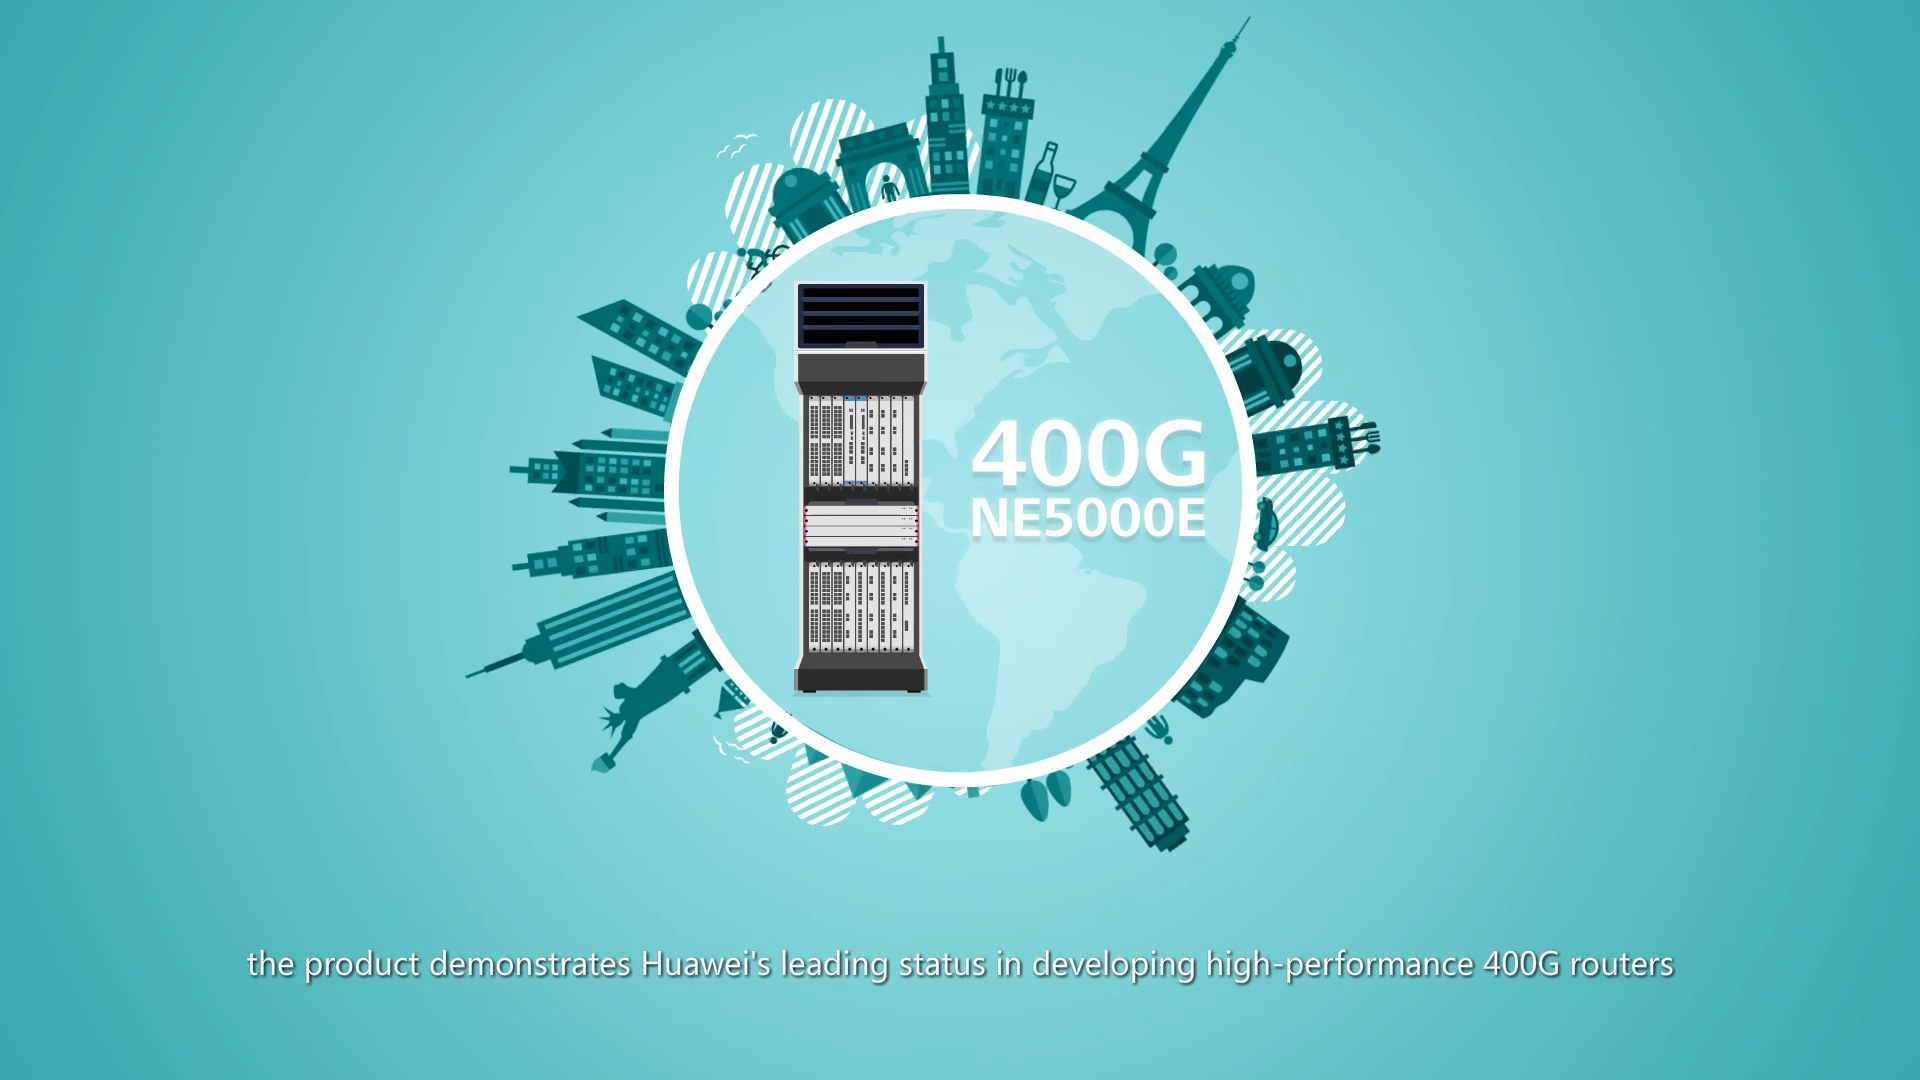 400G
NE5000E
the product demonstrates Huawei's leading status in developing high-performance 400G routers